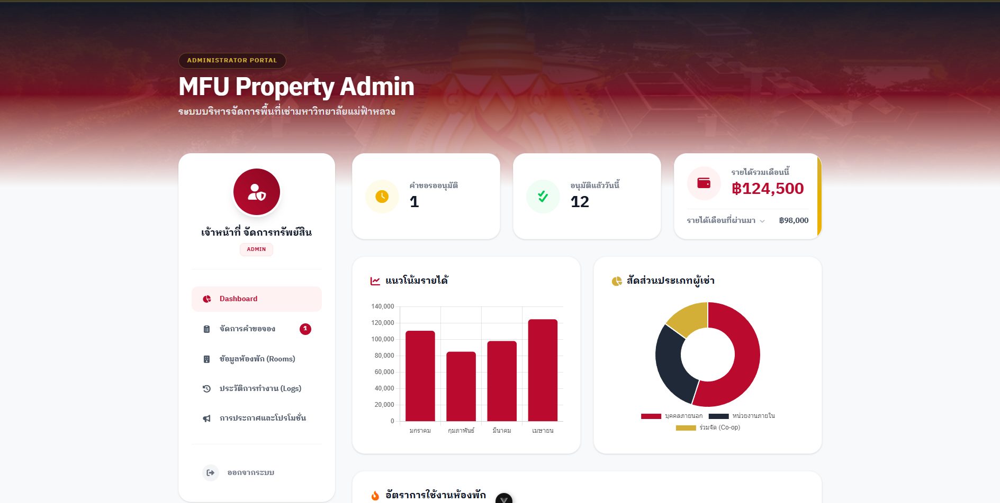 ADMINISTRATOR PORTAL
MFU Property Admin
ระบบบริหารจัดการพื้นที่เช่ามหาวิทยาลัยแม่ฟ้าหลวง
เจ้าหน้าที่ จัดการทรัพย์สิน
ADMIN
Dashboard
จัดการคำขอจอง 1
ข้อมูลห้องพัก (Rooms)
ประวัติการทำงาน (Logs)
การประกาศและโปรโมชั่น
ออกจากระบบ
คำขอรออนุมัติ
1
อนุมัติแล้ววันนี้
12
รายได้รวมเดือนนี้
฿124,500
รายได้เดือนที่ผ่านมา ฿98,000
แนวโน้มรายได้
140,000
120,000
100,000
80,000
60,000
40,000
20,000
0
มกราคม กุมภาพันธ์ มีนาคม เมษายน
สัดส่วนประเภทผู้เช่า
บุคคลภายนอก หน่วยงานภายใน
ร่วมจัด (Co-op)
อัตราการใช้งานห้องพัก